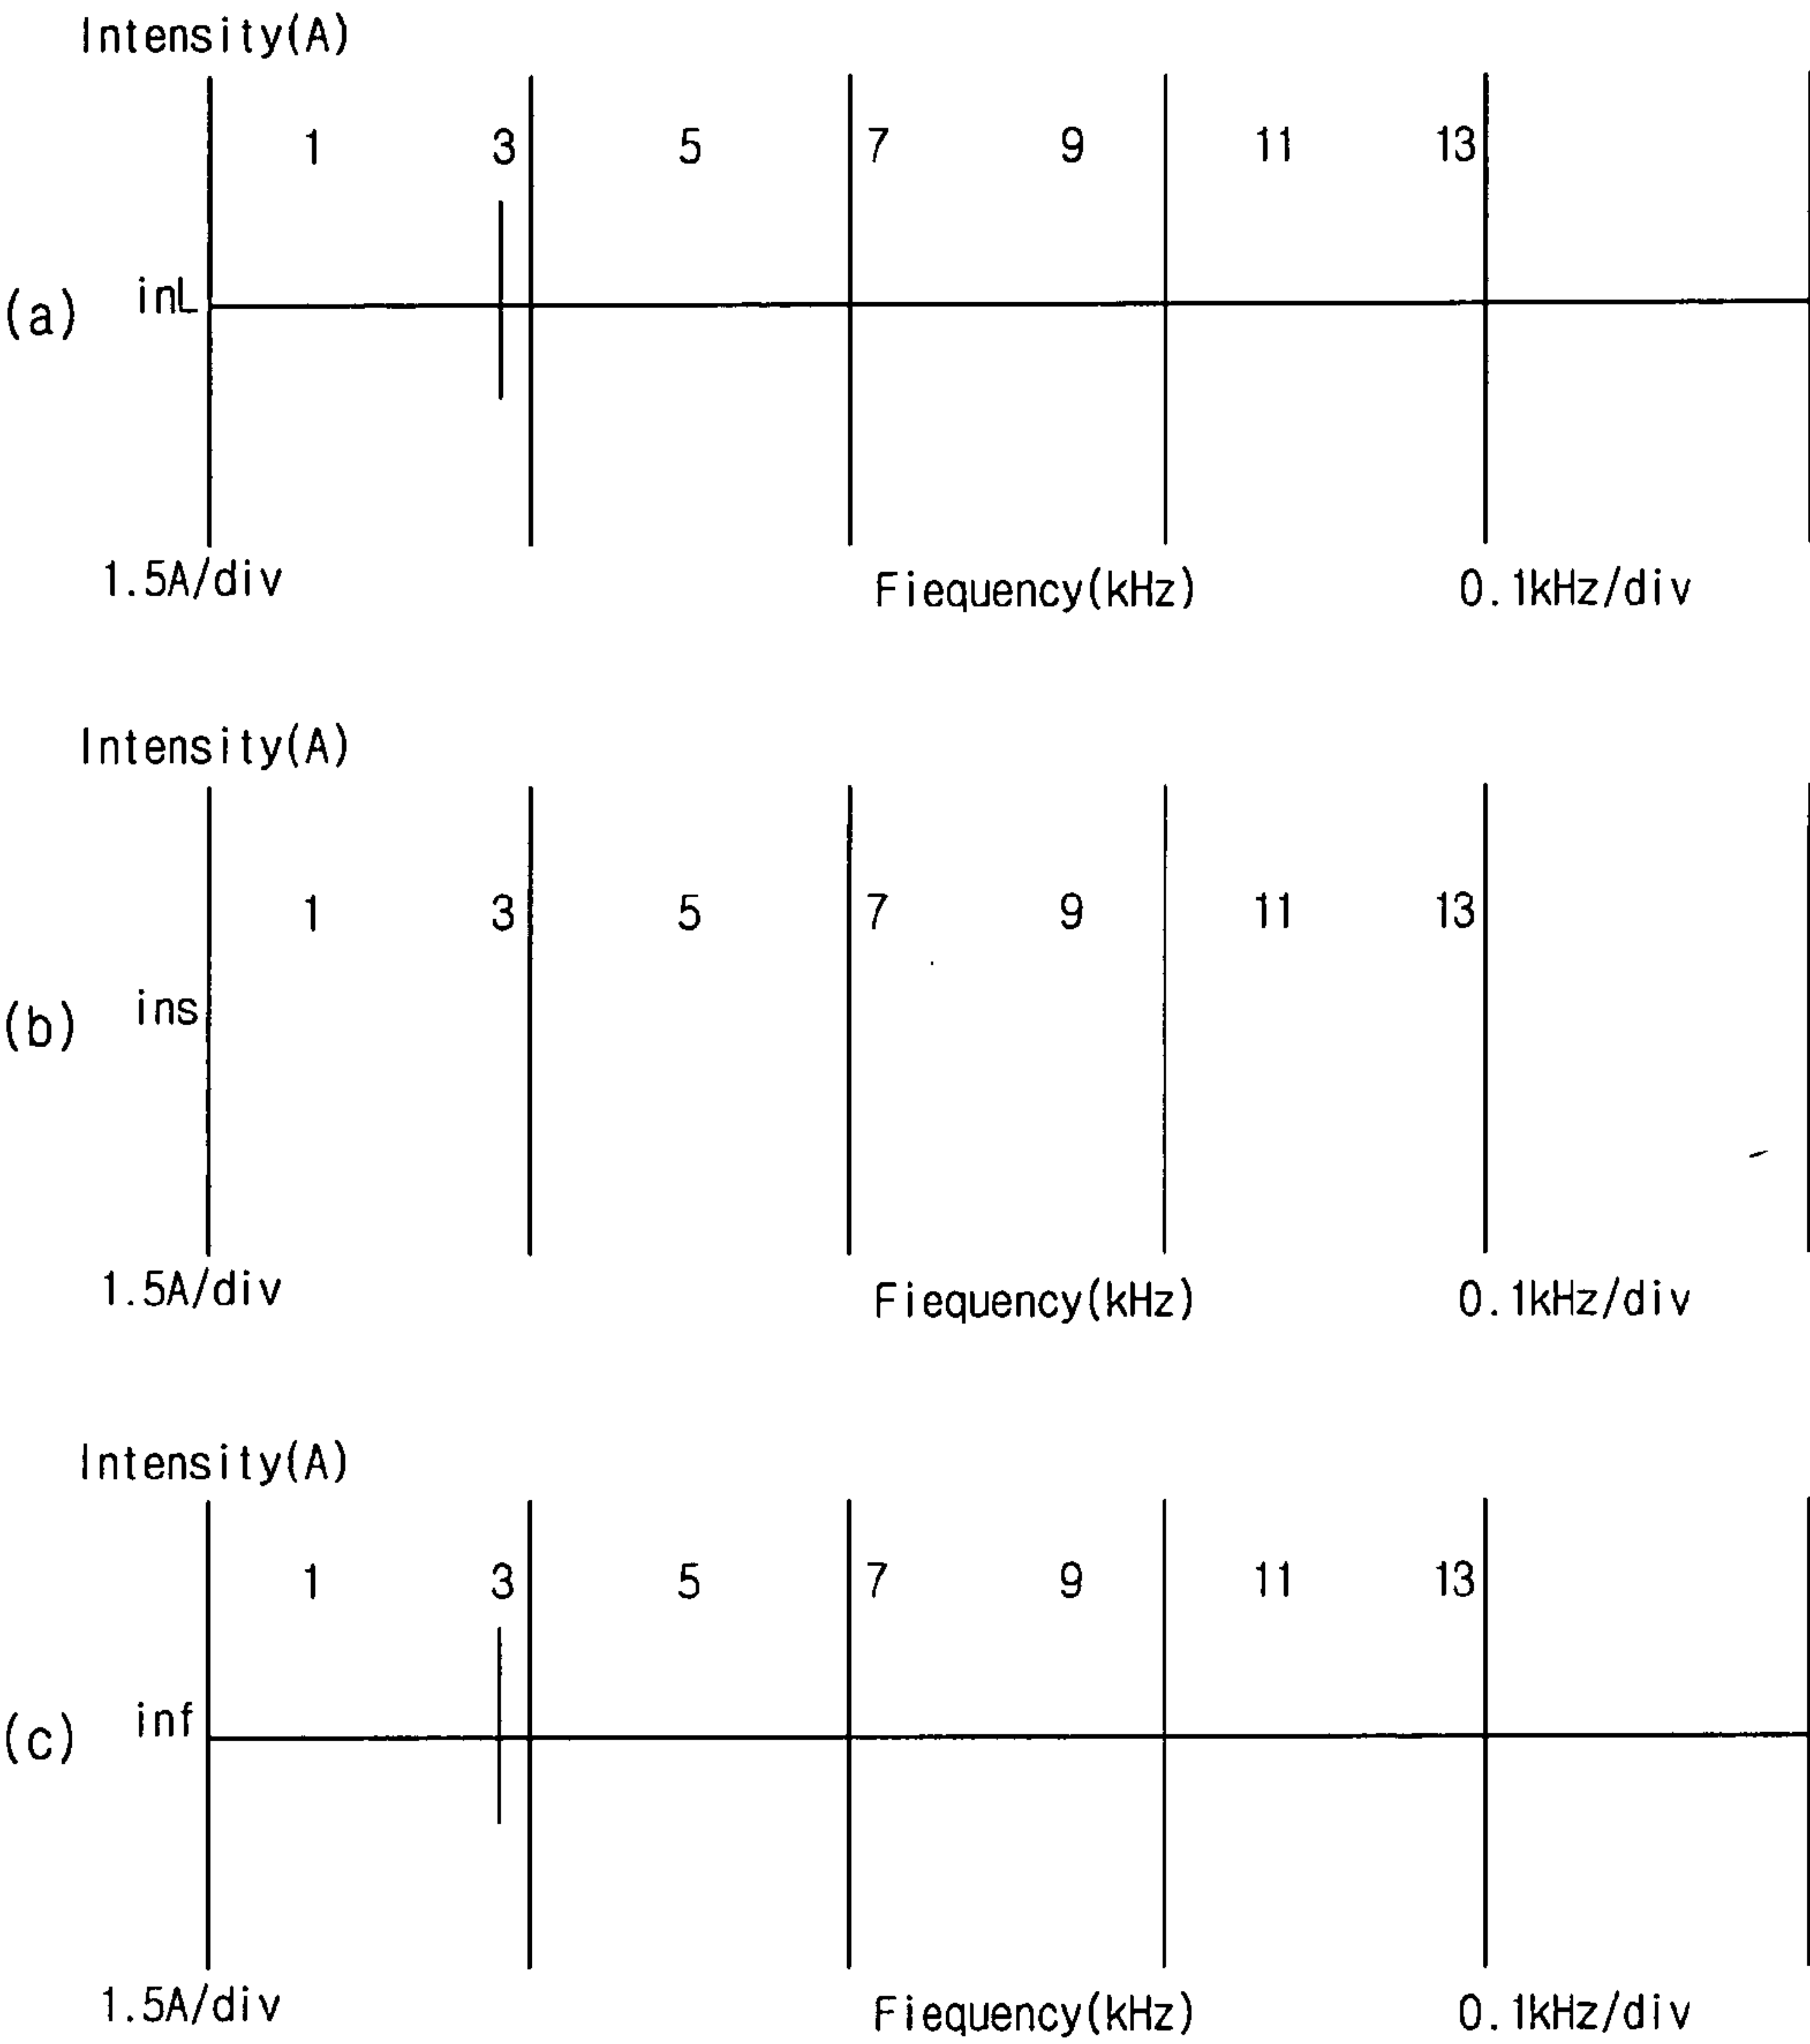 Intensity(A)
1 3 5 7 9 11 13
(a) inL
1.5A/div Fiequency(kHz) 0.1kHz/div
Intensity(A)
1 3 5 7 9 11 13
(b) ins
1.5A/div Fiequency(kHz) 0.1kHz/div
Intensity(A)
1 3 5 7 9 11 13
(c) inf
1.5A/div Fiequency(kHz) 0.1kHz/div